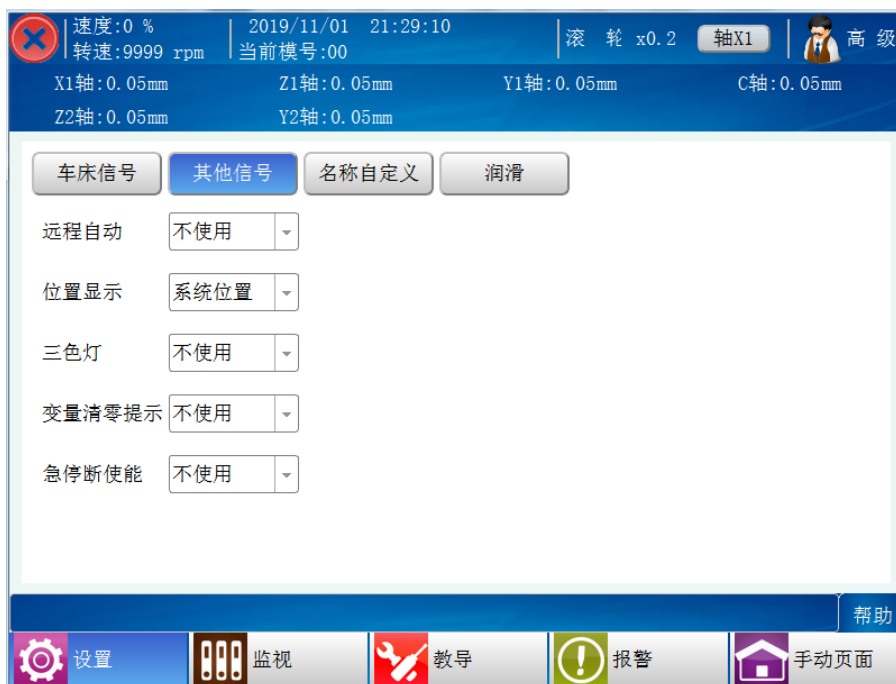 速度:0 % 2019/11/01 21:29:10 滚 轮 x0.2 轴X1 高 级
转速:9999 rpm 当前模号:00
X1轴:0.05mm Z1轴:0.05mm Y1轴:0.05mm C轴:0.05mm
Z2轴:0.05mm Y2轴:0.05mm
车床信号 其他信号 名称自定义 润滑
远程自动 不使用
位置显示 系统位置
三色灯 不使用
变量清零提示 不使用
急停断使能 不使用
帮助
设置 监视 教导 报警 手动页面